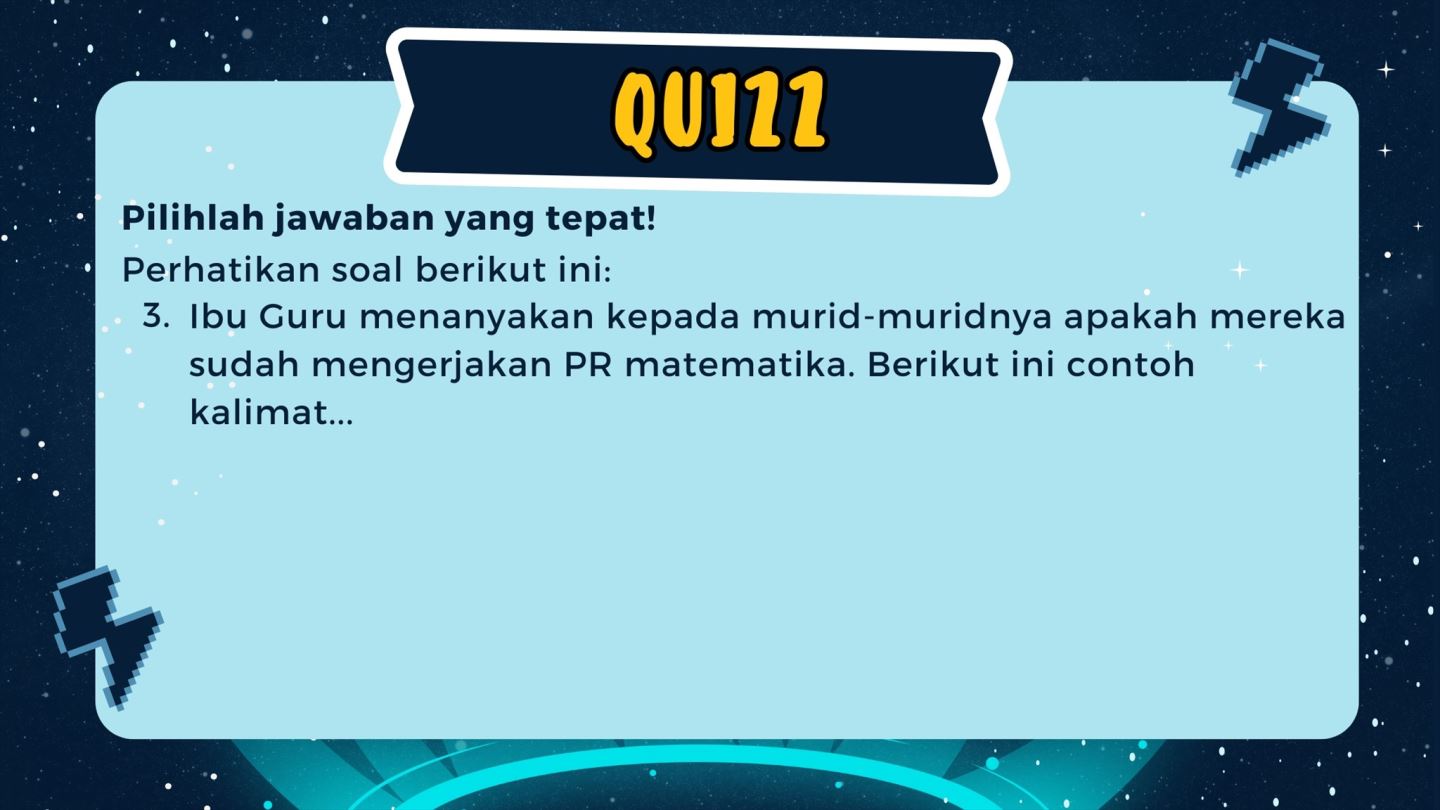 QUIZZ
Pilihlah jawaban yang tepat!
Perhatikan soal berikut ini:
3. Ibu Guru menanyakan kepada murid-muridnya apakah mereka
sudah mengerjakan PR matematika. Berikut ini contoh
kalimat...